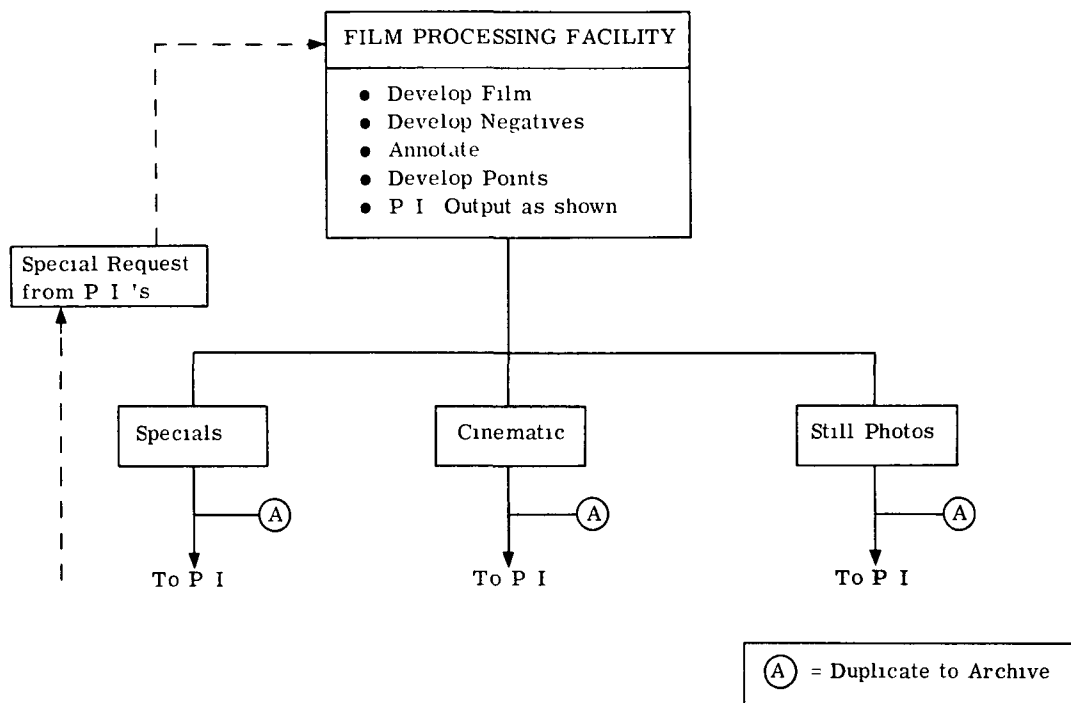 FILM PROCESSING FACILITY
● Develop Film
● Develop Negatives
● Annotate
● Develop Points
● P I Output as shown
Special Request
from P I 's
Specials
Cinematic
Still Photos
A
A
A
To P I
To P I
To P I
A = Duplicate to Archive